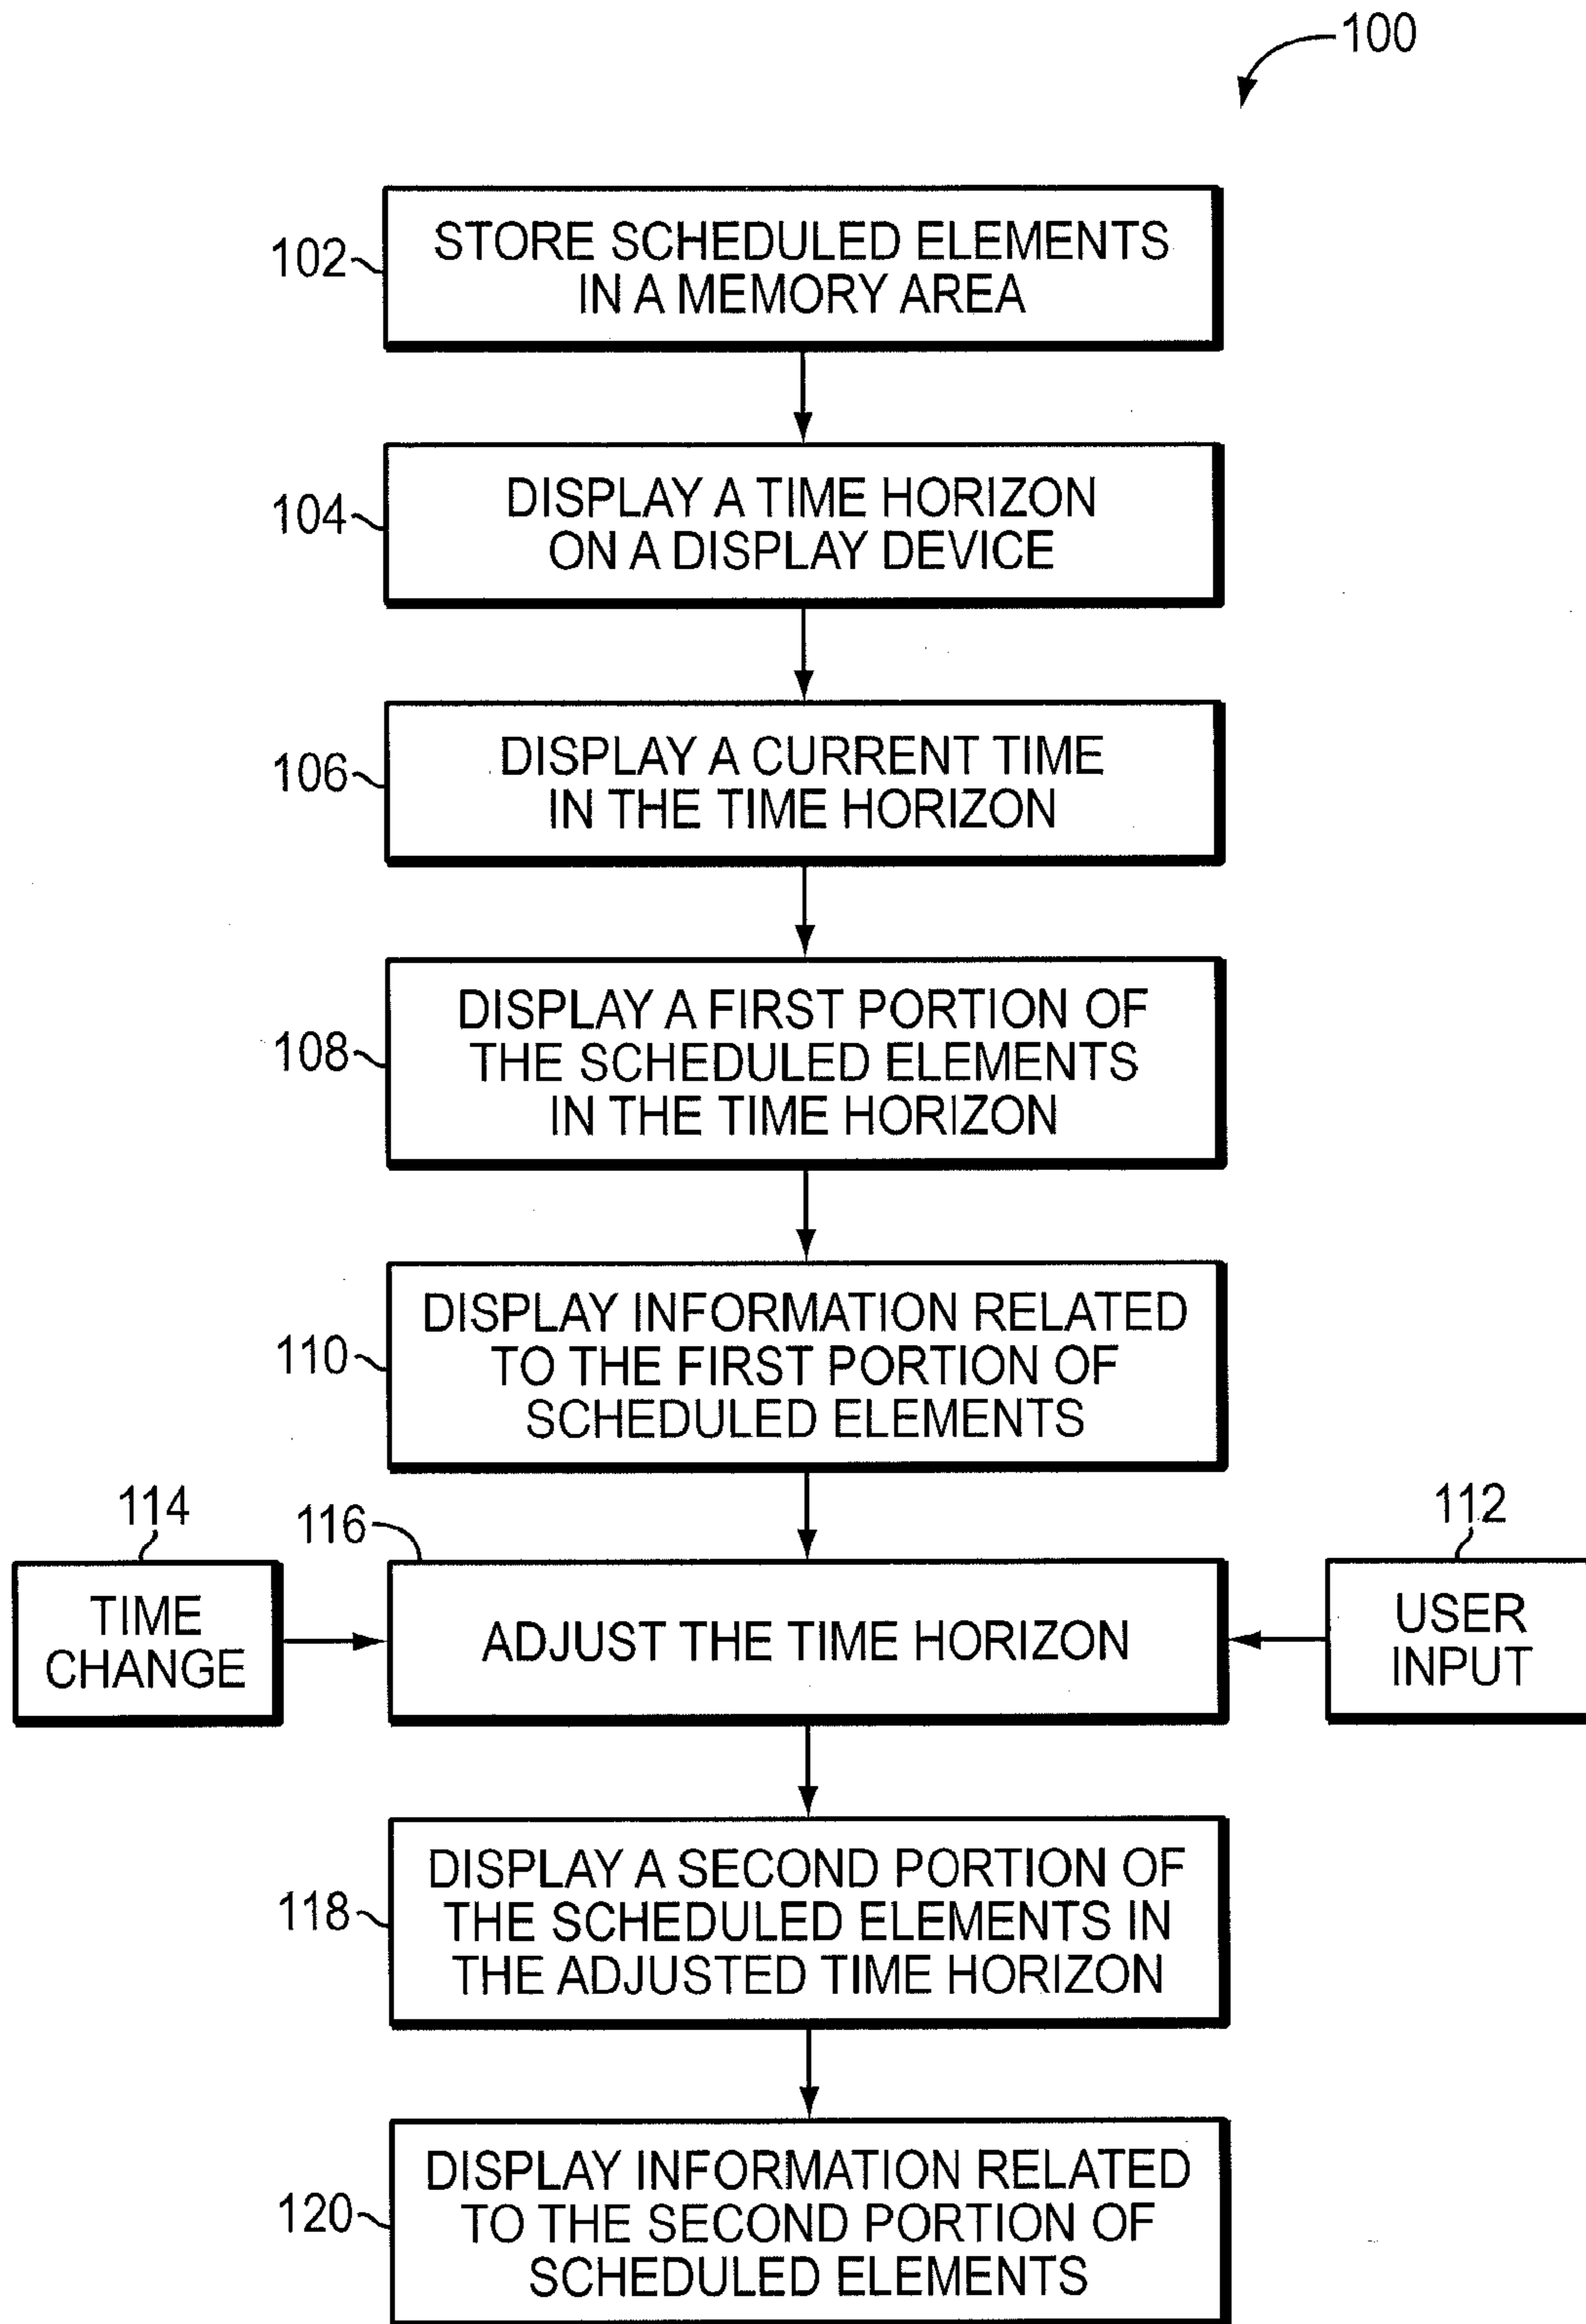 100
102
STORE SCHEDULED ELEMENTS
IN A MEMORY AREA
104
DISPLAY A TIME HORIZON
ON A DISPLAY DEVICE
106
DISPLAY A CURRENT TIME
IN THE TIME HORIZON
108
DISPLAY A FIRST PORTION OF
THE SCHEDULED ELEMENTS
IN THE TIME HORIZON
110
DISPLAY INFORMATION RELATED
TO THE FIRST PORTION OF
SCHEDULED ELEMENTS
114
TIME
CHANGE
116
ADJUST THE TIME HORIZON
112
USER
INPUT
118
DISPLAY A SECOND PORTION OF
THE SCHEDULED ELEMENTS IN
THE ADJUSTED TIME HORIZON
120
DISPLAY INFORMATION RELATED
TO THE SECOND PORTION OF
SCHEDULED ELEMENTS